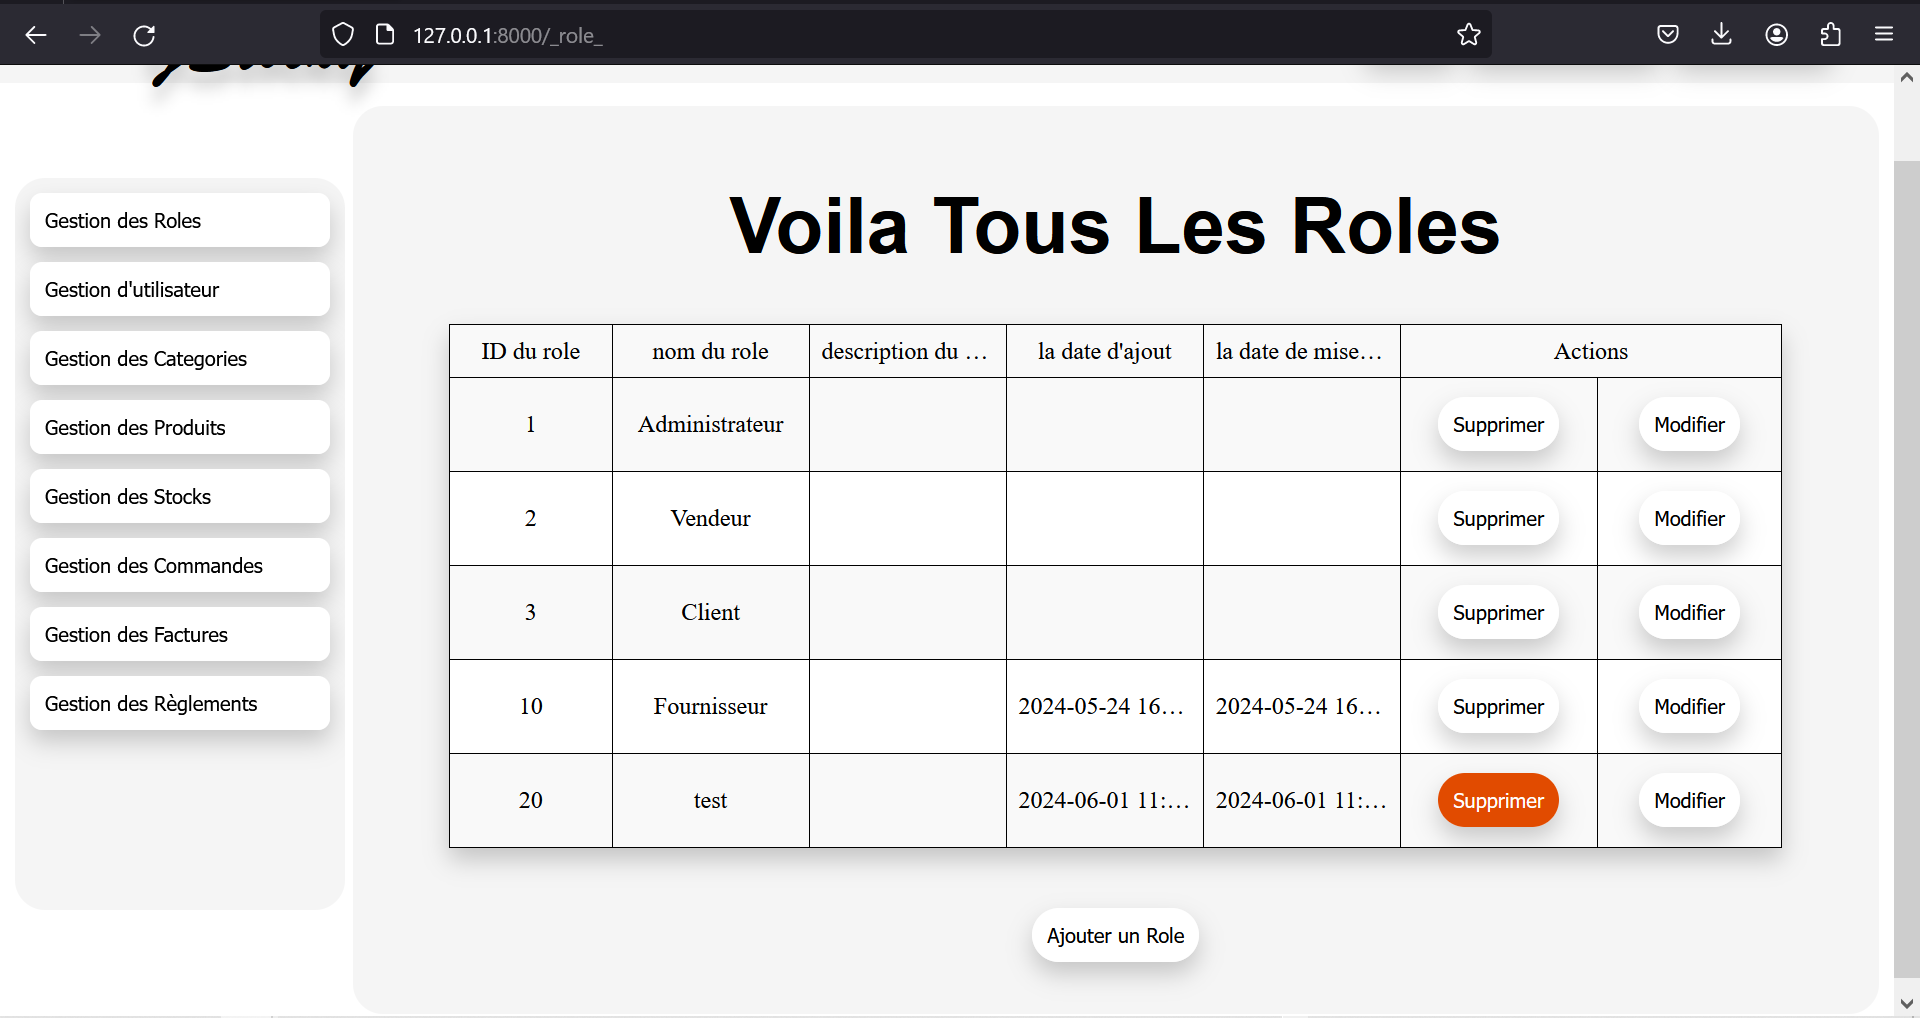 127.0.0.1:8000/_role_
Gestion des Roles
Gestion d'utilisateur
Gestion des Categories
Gestion des Produits
Gestion des Stocks
Gestion des Commandes
Gestion des Factures
Gestion des Règlements
Voila Tous Les Roles
ID du role nom du role description du … la date d'ajout la date de mise… Actions
1 Administrateur Supprimer Modifier
2 Vendeur Supprimer Modifier
3 Client Supprimer Modifier
10 Fournisseur 2024-05-24 16… 2024-05-24 16… Supprimer Modifier
20 test 2024-06-01 11:… 2024-06-01 11:… Supprimer Modifier
Ajouter un Role